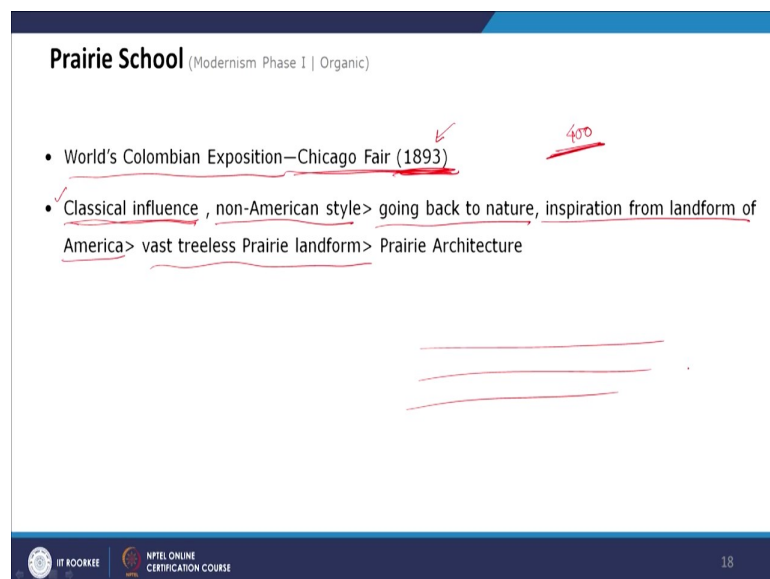 Prairie School (Modernism Phase I | Organic)
400
• World's Colombian Exposition—Chicago Fair (1893)
• Classical influence , non-American style> going back to nature, inspiration from landform of
America> vast treeless Prairie landform> Prairie Architecture
IIT ROORKEE
NPTEL ONLINE
CERTIFICATION COURSE
18